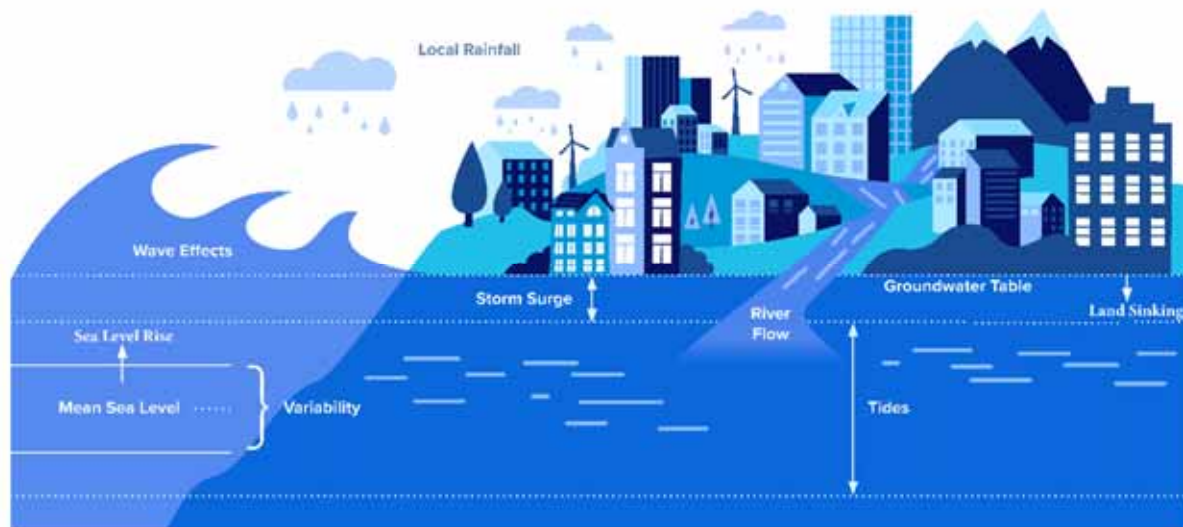 Local Rainfall
Wave Effects
Storm Surge
Groundwater Table
Land Sinking
River
Flow
Sea Level Rise
Mean Sea Level
Variability
Tides